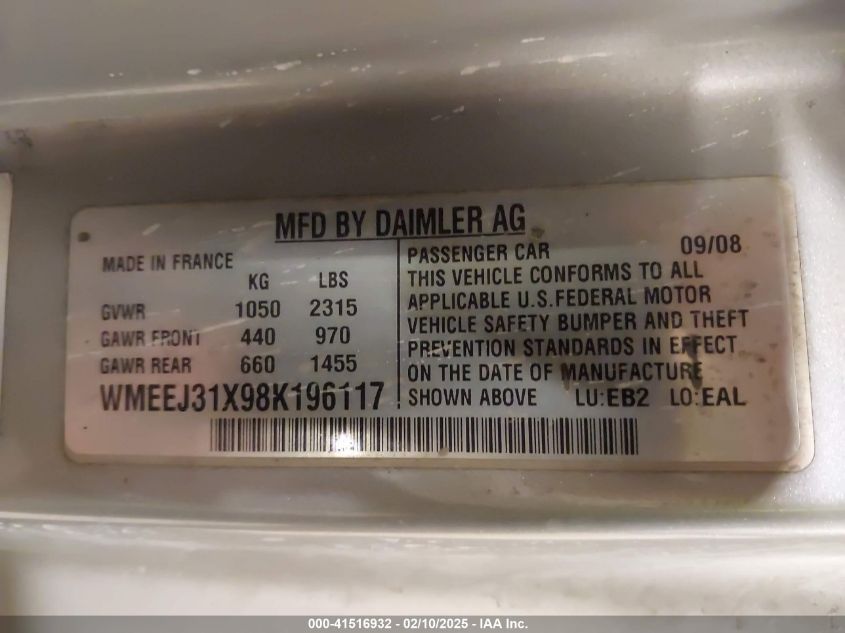 MFD BY DAIMLER AG
MADE IN FRANCE
KG LBS
GVWR 1050 2315
GAWR FRONT 440 970
GAWR REAR 660 1455
WMEEJ31X98K196117
PASSENGER CAR 09/08
THIS VEHICLE CONFORMS TO ALL
APPLICABLE U.S.FEDERAL MOTOR
VEHICLE SAFETY BUMPER AND THEFT
PREVENTION STANDARDS IN EFFECT
ON THE DATE OF MANUFACTURE
SHOWN ABOVE LU:EB2 LO:EAL
000-41516932 - 02/10/2025 - IAA Inc.